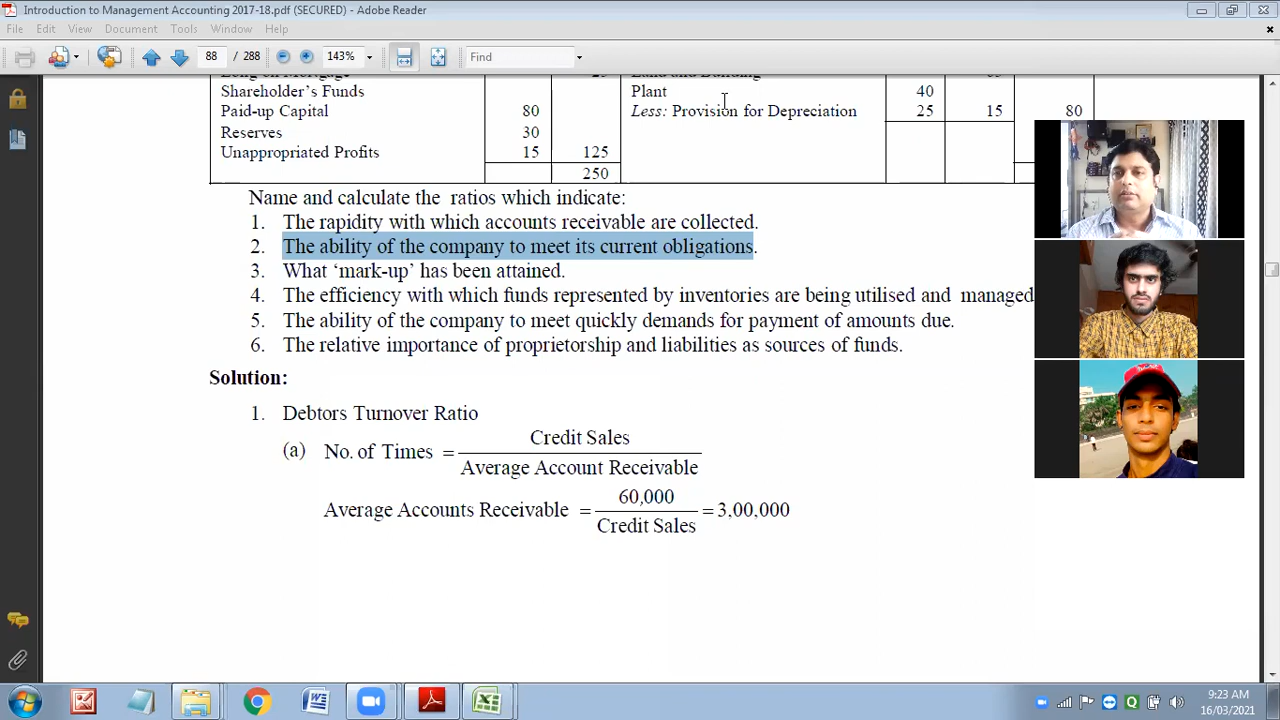 Introduction to Management Accounting 2017-18.pdf (SECURED) - Adobe Reader
File Edit View Document Tools Window Help
88 / 288 143% Find
Land and Building
Shareholder's Funds Plant 40
Paid-up Capital 80 Less: Provision for Depreciation 25 15 80
Reserves 30
Unappropriated Profits 15 125
250
Name and calculate the ratios which indicate:
1. The rapidity with which accounts receivable are collected.
2. The ability of the company to meet its current obligations.
3. What 'mark-up' has been attained.
4. The efficiency with which funds represented by inventories are being utilised and managed
5. The ability of the company to meet quickly demands for payment of amounts due.
6. The relative importance of proprietorship and liabilities as sources of funds.
Solution:
1. Debtors Turnover Ratio
(a) No. of Times = Credit Sales
Average Account Receivable
Average Accounts Receivable = 60,000
Credit Sales = 3,00,000
9:23 AM
16/03/2021